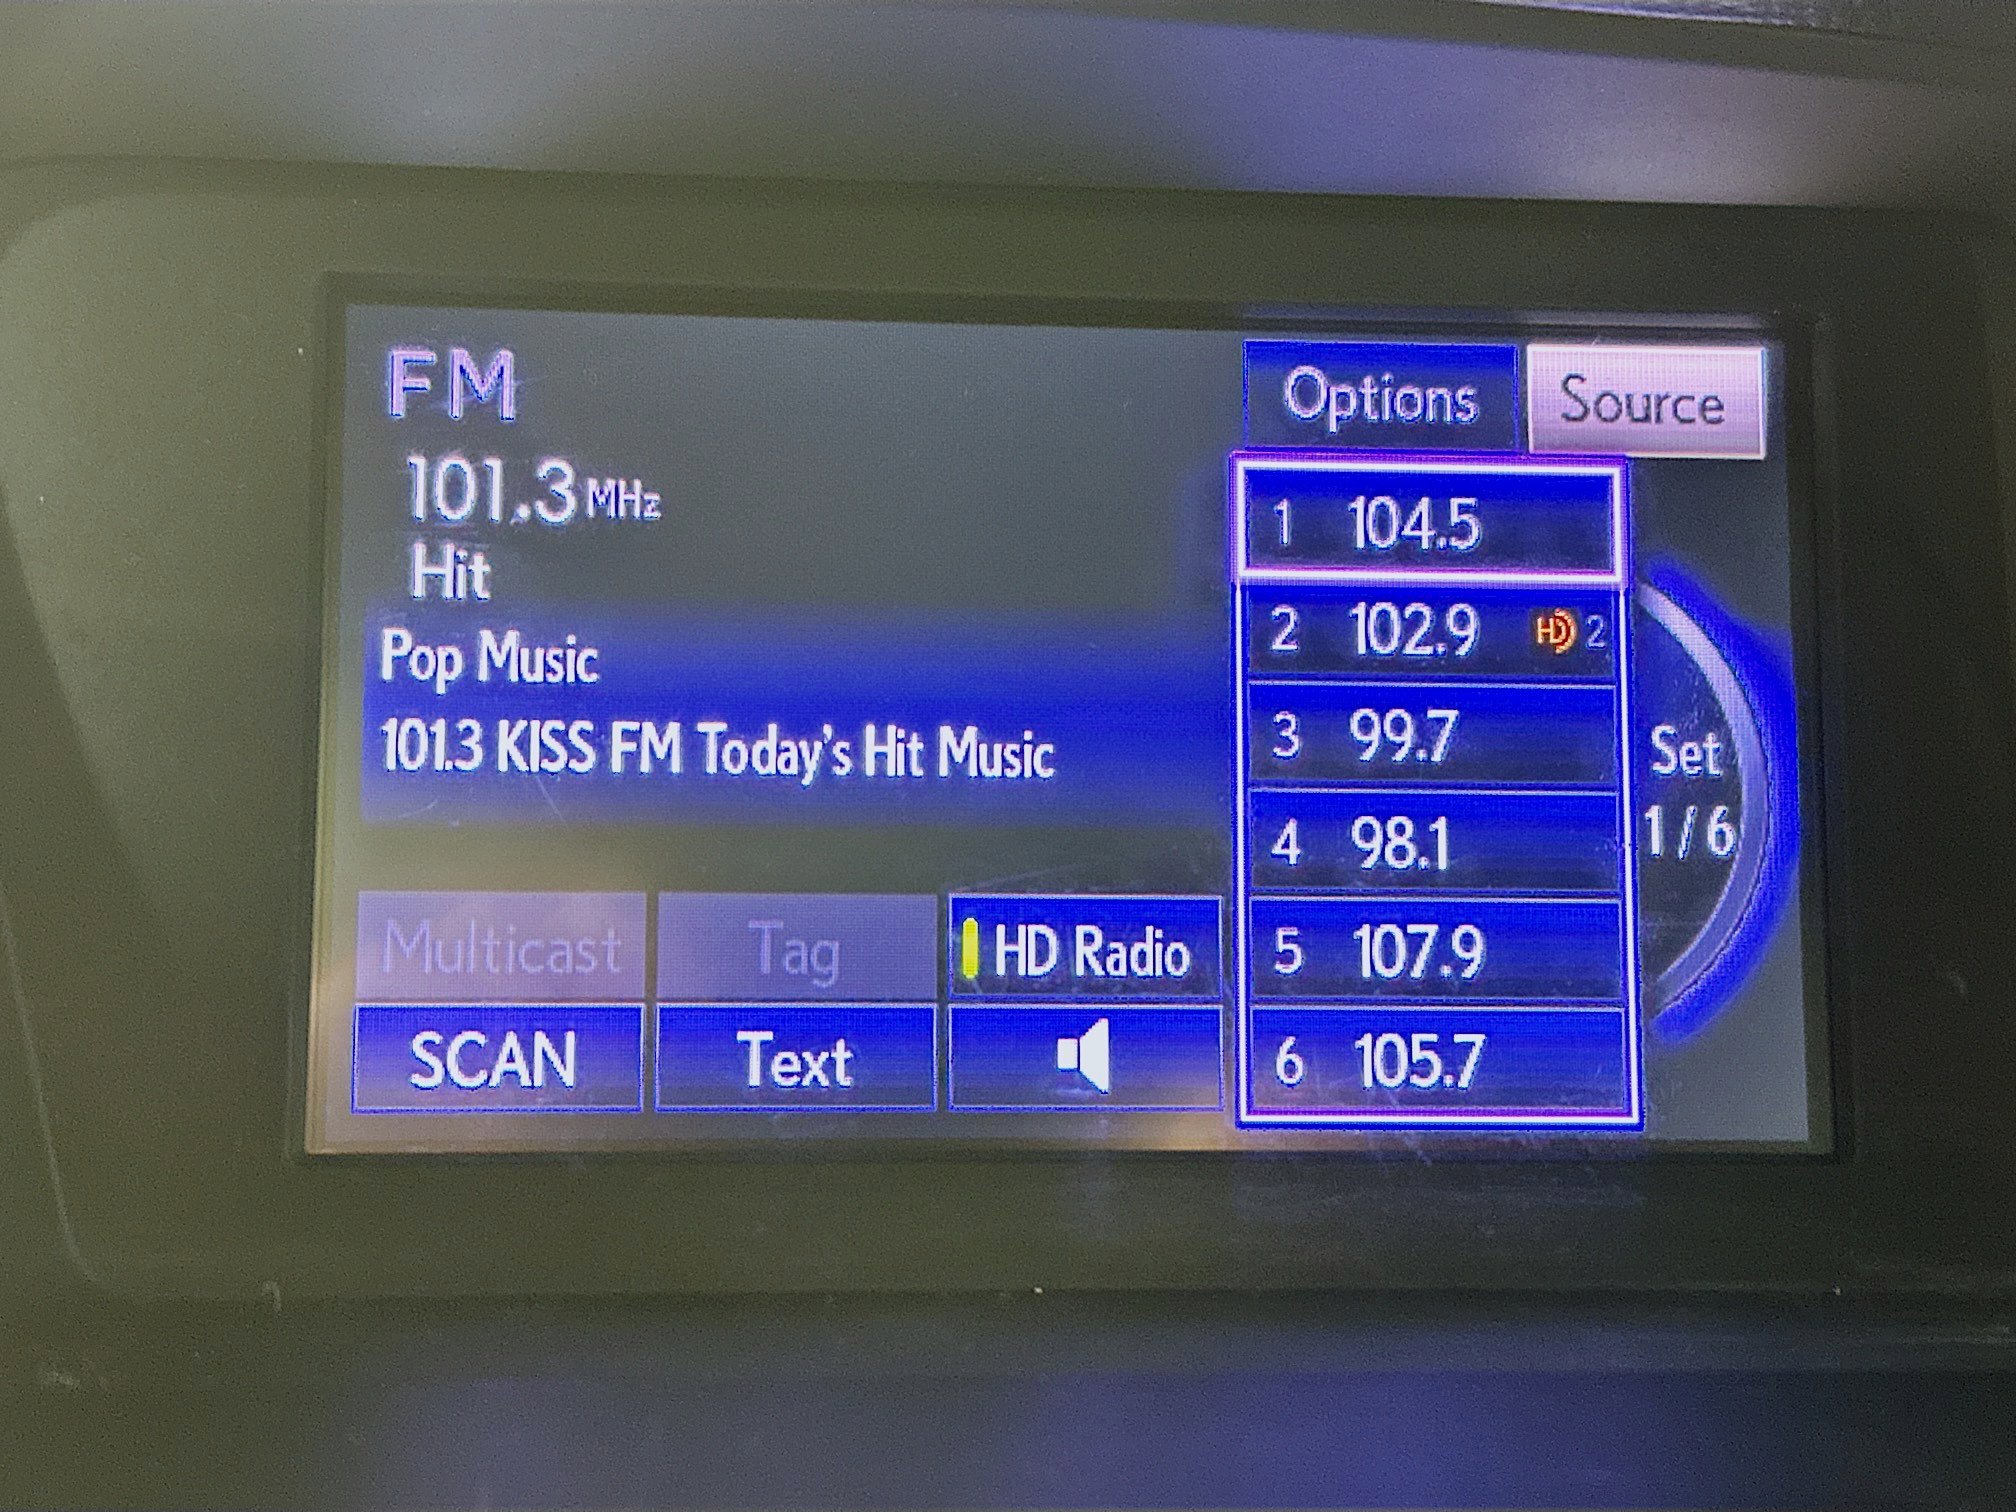 FM
101.3 MHz
Hit
Pop Music
101.3 KISS FM Today's Hit Music
Multicast Tag HD Radio
SCAN Text
Options Source
1 104.5
2 102.9 HD 2
3 99.7
4 98.1
5 107.9
6 105.7
Set
1 / 6